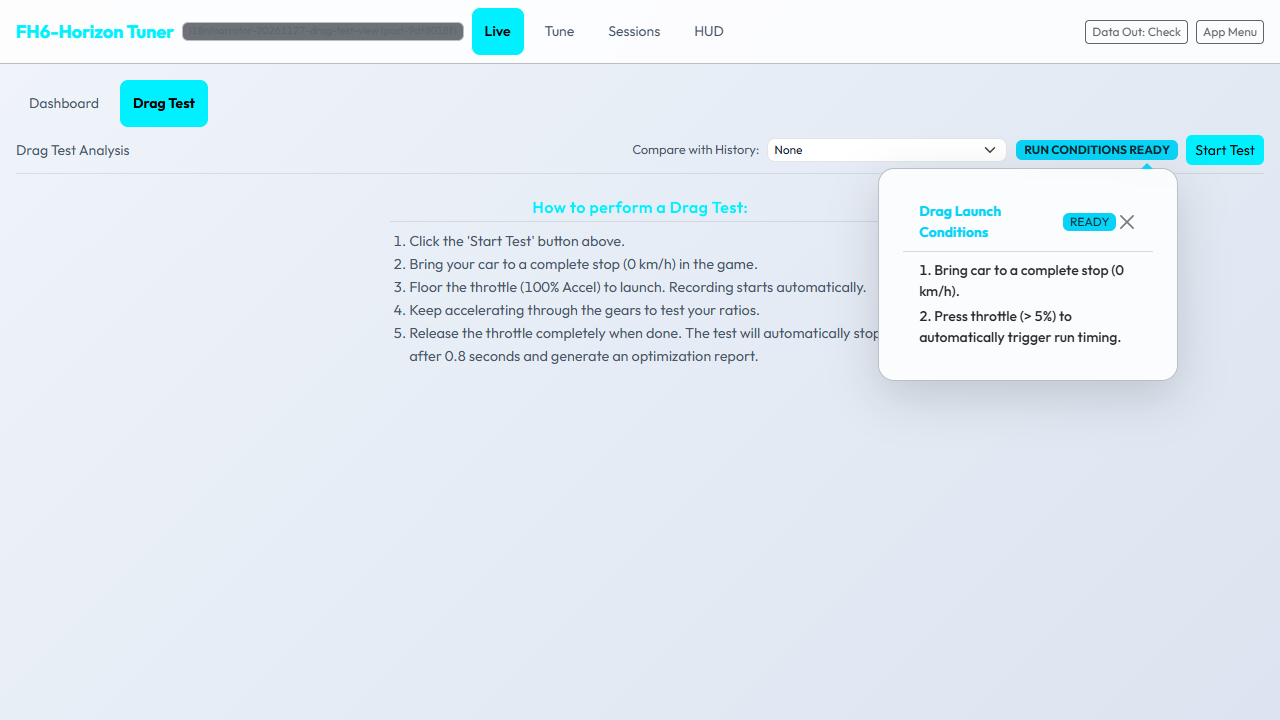 FH6-Horizon Tuner
Live
Tune
Sessions
HUD
Data Out: Check
App Menu
Dashboard
Drag Test
Drag Test Analysis
Compare with History:
None
RUN CONDITIONS READY
Start Test
How to perform a Drag Test:
1. Click the 'Start Test' button above.
2. Bring your car to a complete stop (0 km/h) in the game.
3. Floor the throttle (100% Accel) to launch. Recording starts automatically.
4. Keep accelerating through the gears to test your ratios.
5. Release the throttle completely when done. The test will automatically stop
after 0.8 seconds and generate an optimization report.
Drag Launch
Conditions
READY
1. Bring car to a complete stop (0
km/h).
2. Press throttle (> 5%) to
automatically trigger run timing.